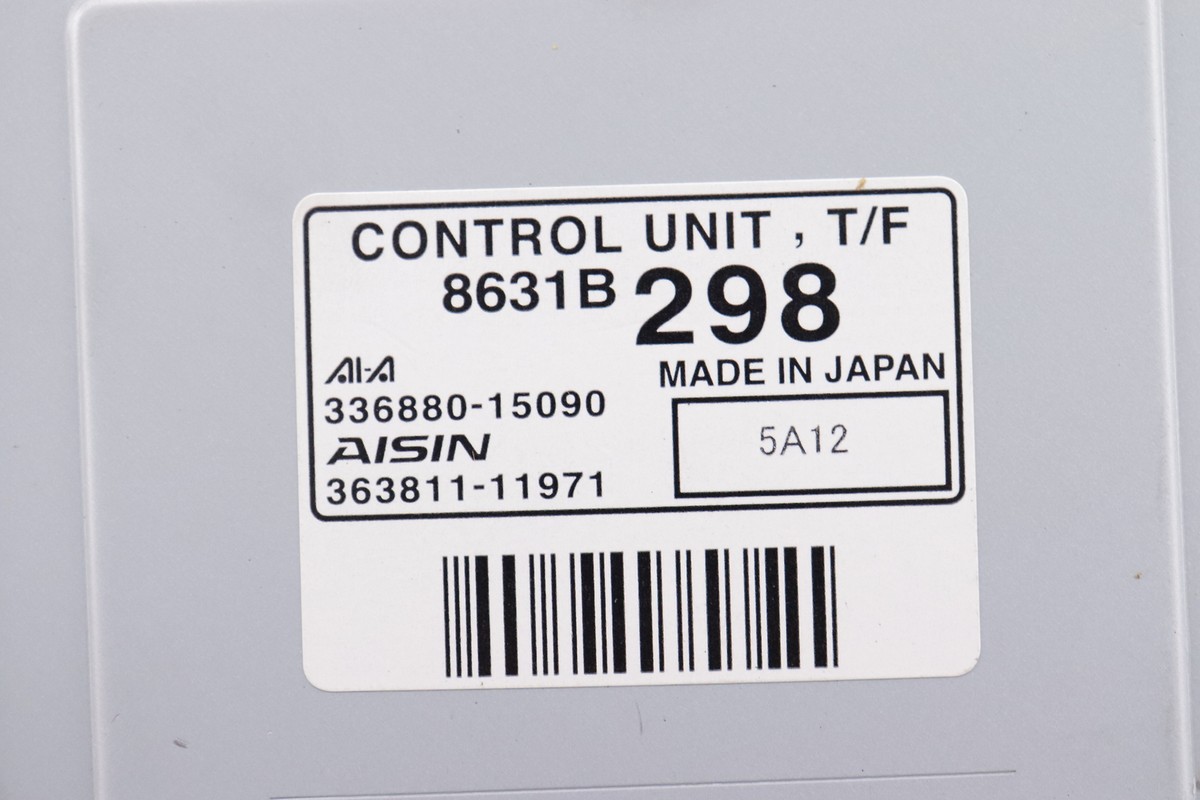 CONTROL UNIT , T/F
8631B 298
AI-A
MADE IN JAPAN
336880-15090
AISIN
5A12
363811-11971